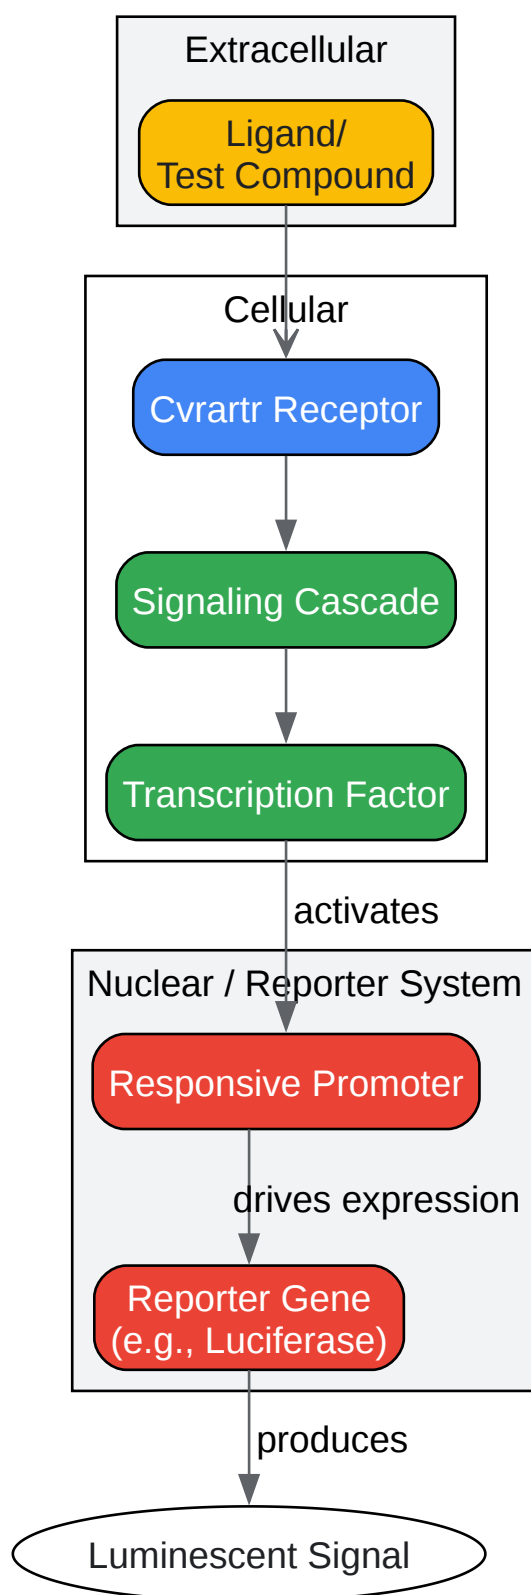 Extracellular
Ligand/
Test Compound
Cellular
Cvrartr Receptor
Signaling Cascade
Transcription Factor
activates
Nuclear / Reporter System
Responsive Promoter
drives expression
Reporter Gene
(e.g., Luciferase)
produces
Luminescent Signal